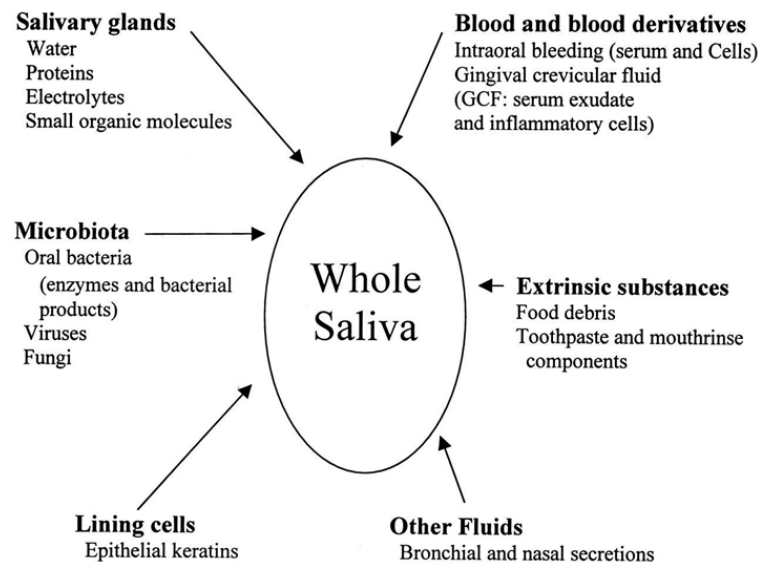 Salivary glands
Water
Proteins
Electrolytes
Small organic molecules
Blood and blood derivatives
Intraoral bleeding (serum and Cells)
Gingival crevicular fluid
(GCF: serum exudate
and inflammatory cells)
Microbiota
Oral bacteria
(enzymes and bacterial
products)
Viruses
Fungi
Whole
Saliva
Extrinsic substances
Food debris
Toothpaste and mouthrinse
components
Lining cells
Epithelial keratins
Other Fluids
Bronchial and nasal secretions